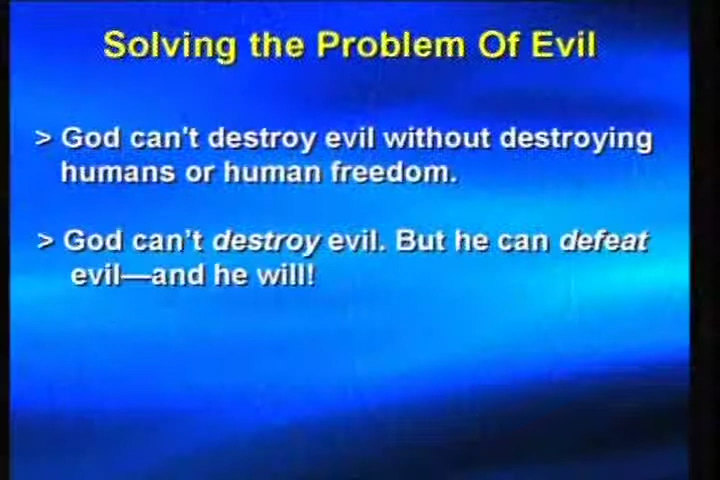 Solving the Problem Of Evil
> God can't destroy evil without destroying
humans or human freedom.
> God can't destroy evil. But he can defeat
evil—and he will!